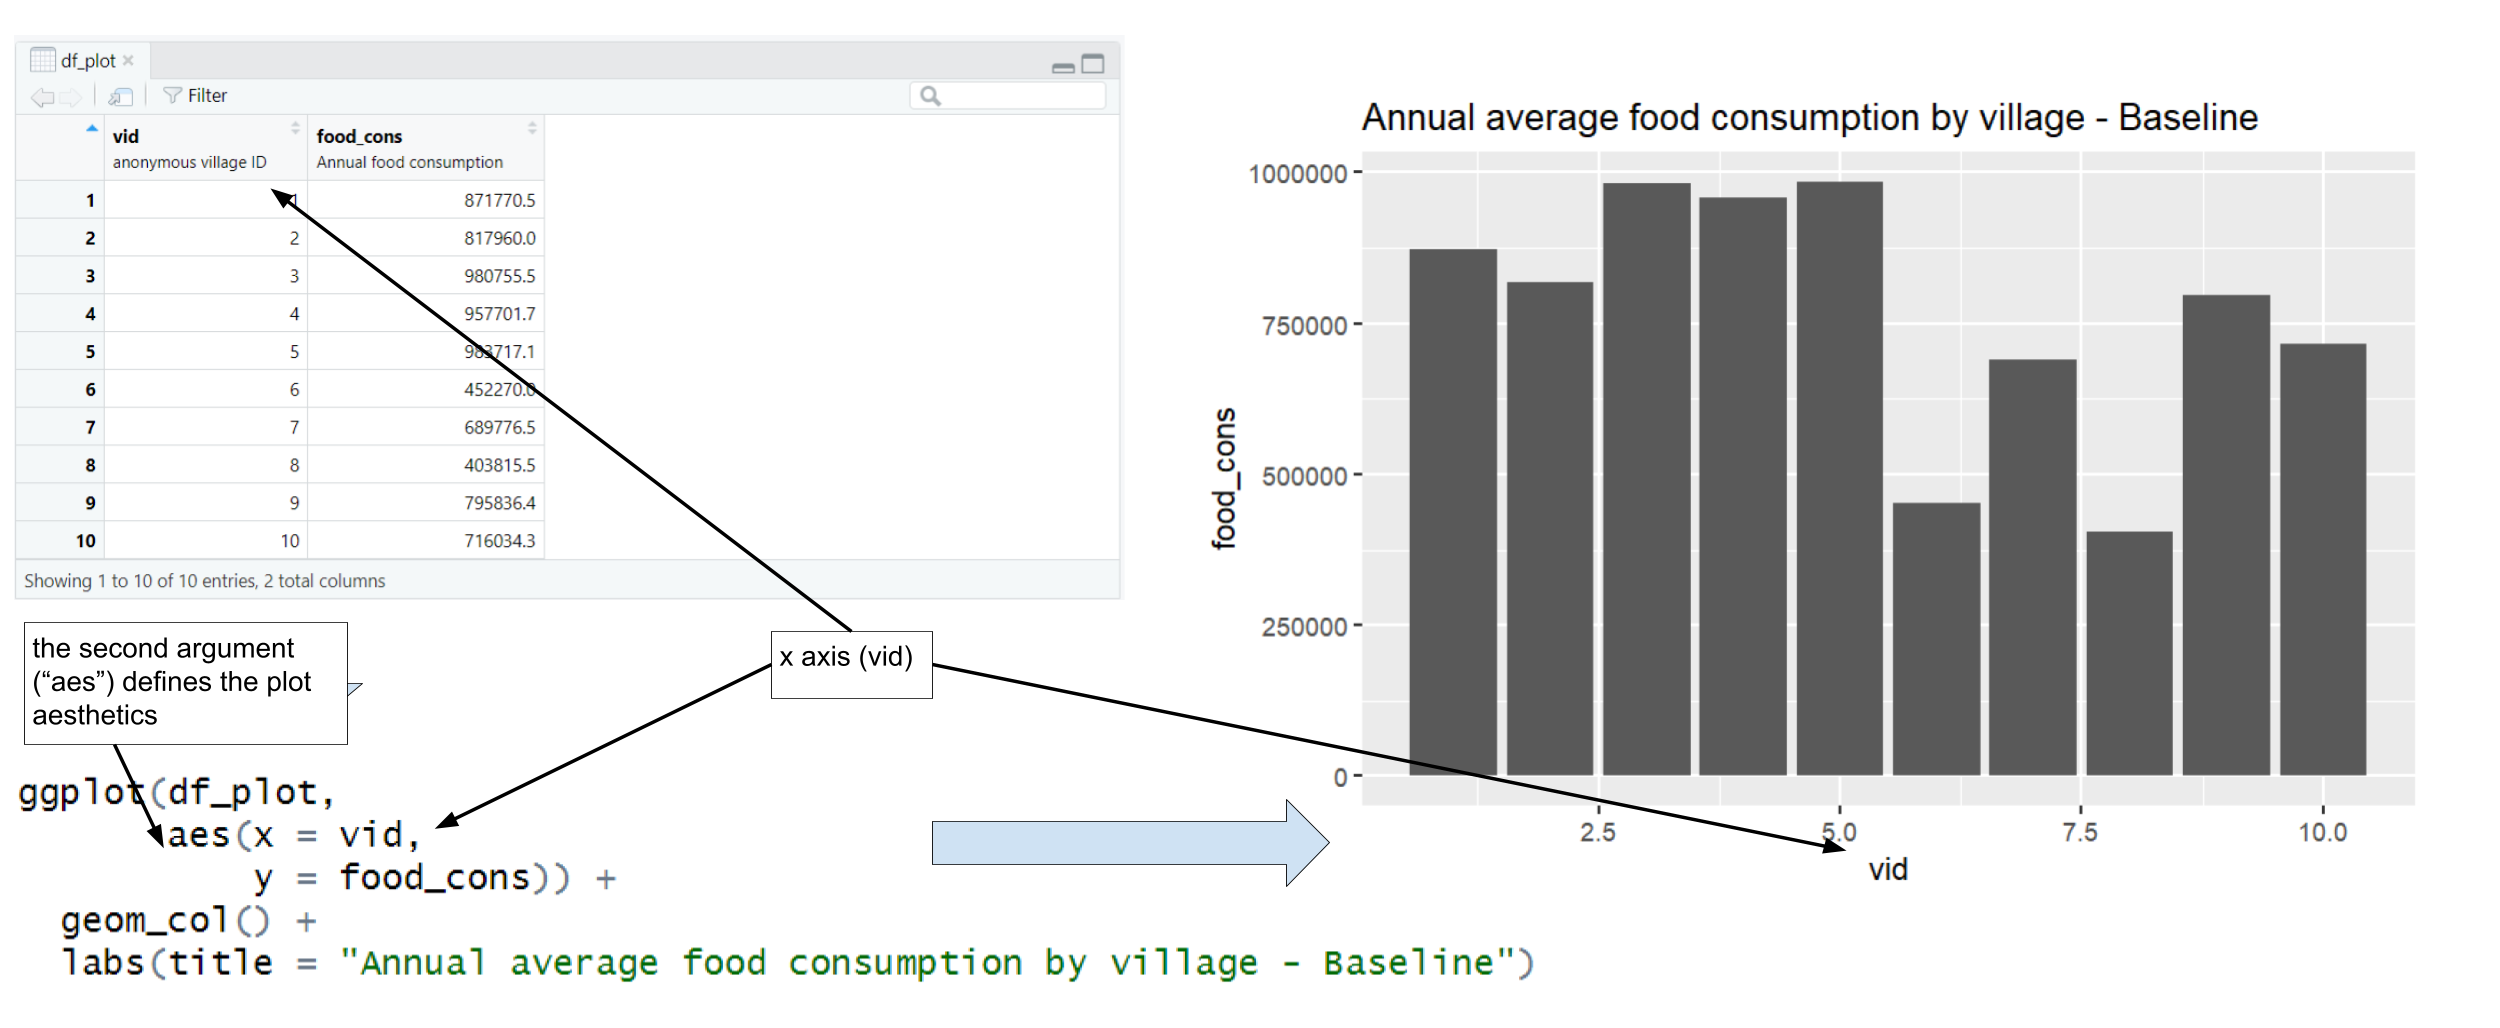 df_plot
Filter
vid food_cons
anonymous village ID Annual food consumption
1 1 871770.5
2 2 817960.0
3 3 980755.5
4 4 957701.7
5 5 983717.1
6 6 452270.0
7 7 689776.5
8 8 403815.5
9 9 795836.4
10 10 716034.3
Showing 1 to 10 of 10 entries, 2 total columns
Annual average food consumption by village - Baseline
1000000
750000
500000
250000
0
food_cons
2.5 5.0 7.5 10.0
vid
the second argument
(“aes”) defines the plot
aesthetics
x axis (vid)
ggplot(df_plot,
aes(x = vid,
y = food_cons)) +
geom_col() +
labs(title = "Annual average food consumption by village - Baseline")